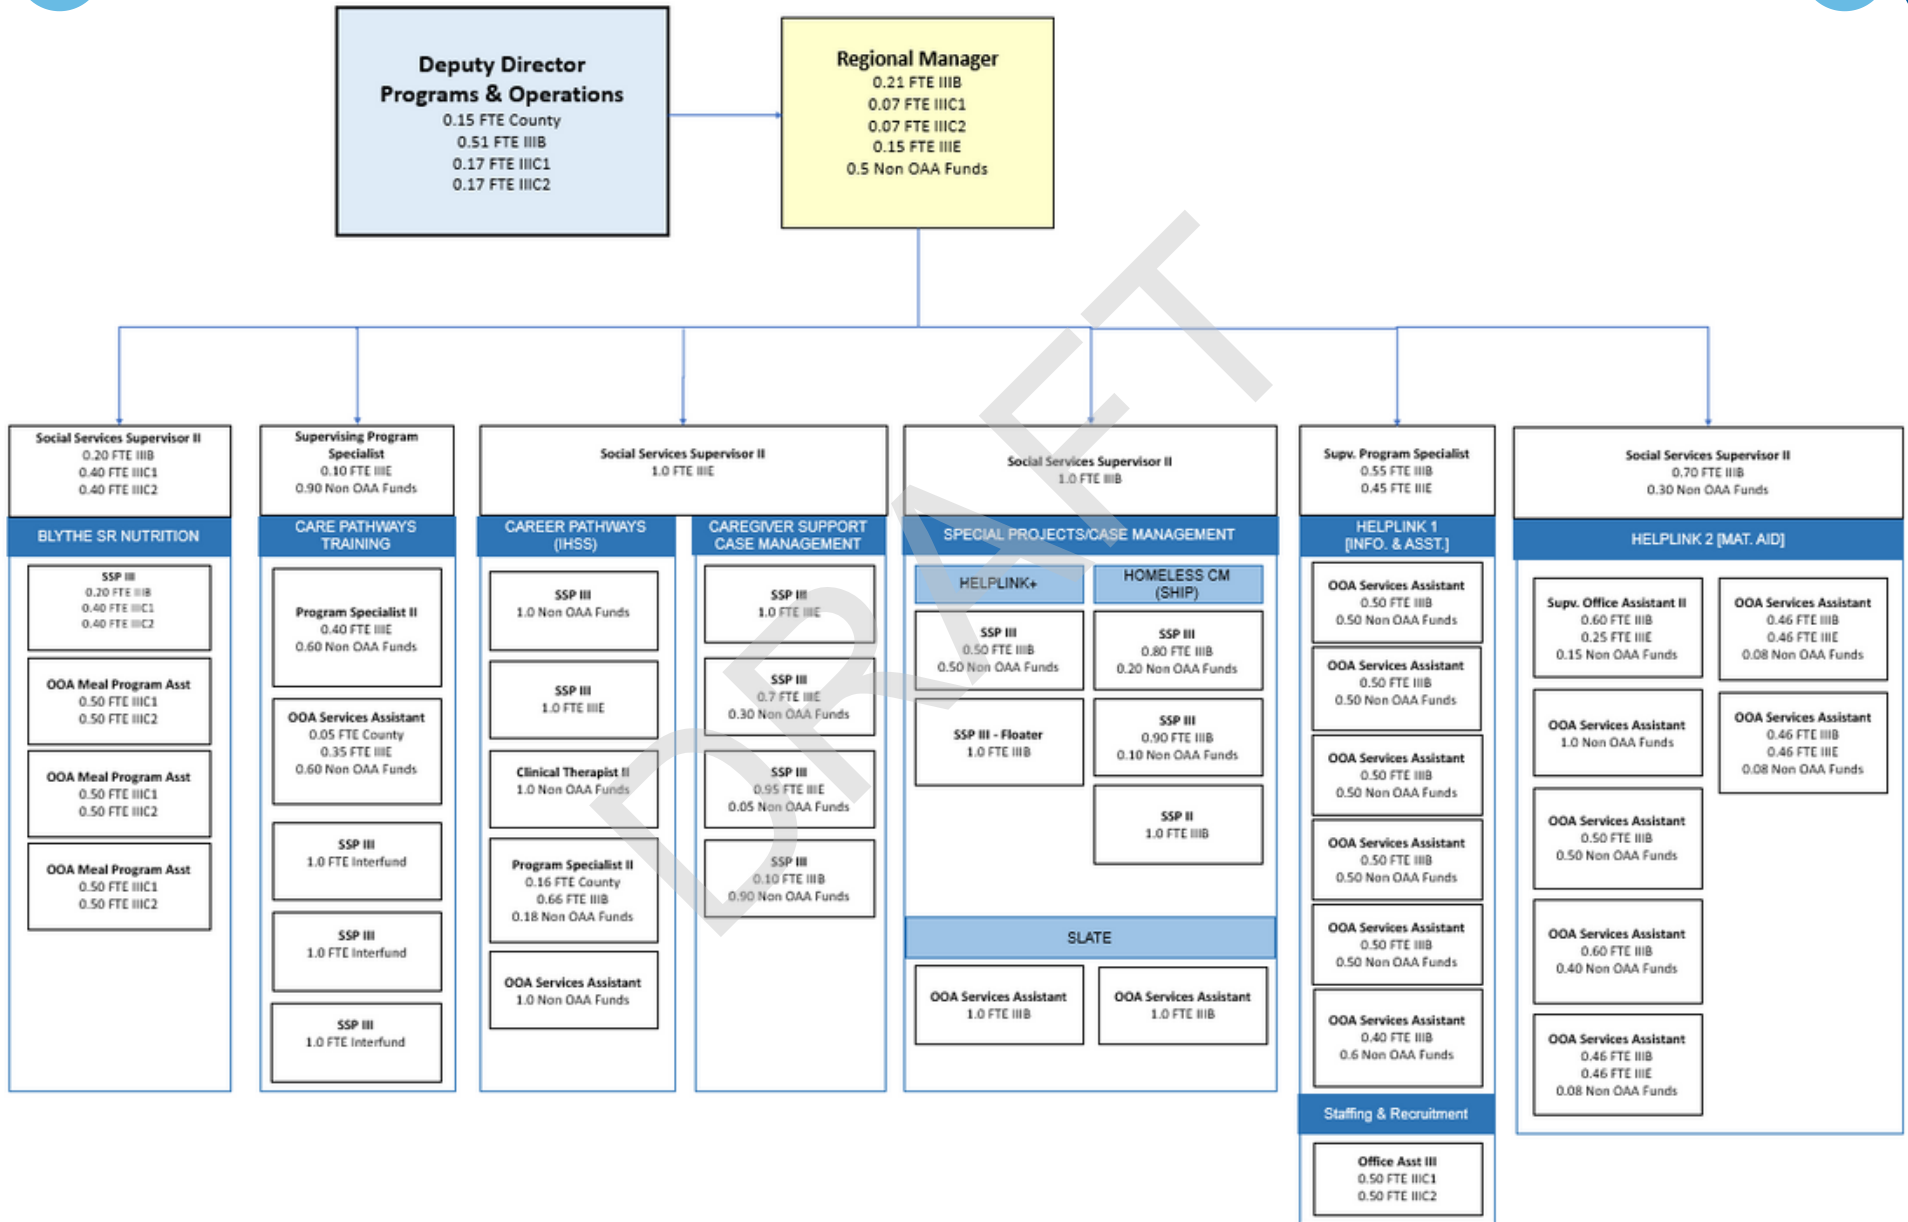 Deputy Director
Programs & Operations
0.15 FTE County
0.51 FTE IIIB
0.17 FTE IIIC1
0.17 FTE IIIC2
Regional Manager
0.21 FTE IIIB
0.07 FTE IIIC1
0.07 FTE IIIC2
0.15 FTE IIIE
0.5 Non OAA Funds
Social Services Supervisor II
0.20 FTE IIIB
0.40 FTE IIIC1
0.40 FTE IIIC2
BLYTHE SR NUTRITION
SSP III
0.20 FTE IIIB
0.40 FTE IIIC1
0.40 FTE IIIC2
OOA Meal Program Asst
0.50 FTE IIIC1
0.50 FTE IIIC2
OOA Meal Program Asst
0.50 FTE IIIC1
0.50 FTE IIIC2
OOA Meal Program Asst
0.50 FTE IIIC1
0.50 FTE IIIC2
Supervising Program
Specialist
0.10 FTE IIIE
0.90 Non OAA Funds
CARE PATHWAYS
TRAINING
Program Specialist II
0.40 FTE IIIE
0.60 Non OAA Funds
OOA Services Assistant
0.05 FTE County
0.35 FTE IIIE
0.60 Non OAA Funds
SSP III
1.0 FTE Interfund
SSP III
1.0 FTE Interfund
SSP III
1.0 FTE Interfund
Social Services Supervisor II
1.0 FTE IIIE
CAREER PATHWAYS
(IHSS)
SSP III
1.0 Non OAA Funds
SSP III
1.0 FTE IIIE
Clinical Therapist II
1.0 Non OAA Funds
Program Specialist II
0.16 FTE County
0.66 FTE IIIB
0.18 Non OAA Funds
OOA Services Assistant
1.0 Non OAA Funds
CAREGIVER SUPPORT
CASE MANAGEMENT
SSP III
1.0 FTE IIIE
SSP III
0.7 FTE IIIE
0.30 Non OAA Funds
SSP III
0.95 FTE IIIE
0.05 Non OAA Funds
SSP III
0.10 FTE IIIB
0.90 Non OAA Funds
Social Services Supervisor II
1.0 FTE IIIB
SPECIAL PROJECTS/CASE MANAGEMENT
HELPLINK+
SSP III
0.50 FTE IIIB
0.50 Non OAA Funds
SSP III - Floater
1.0 FTE IIIB
HOMELESS CM
(SHIP)
SSP III
0.80 FTE IIIB
0.20 Non OAA Funds
SSP III
0.90 FTE IIIB
0.10 Non OAA Funds
SSP II
1.0 FTE IIIB
SLATE
OOA Services Assistant
1.0 FTE IIIB
OOA Services Assistant
1.0 FTE IIIB
Supv. Program Specialist
0.55 FTE IIIB
0.45 FTE IIIE
HELPLINK 1
[INFO. & ASST.]
OOA Services Assistant
0.50 FTE IIIB
0.50 Non OAA Funds
OOA Services Assistant
0.50 FTE IIIB
0.50 Non OAA Funds
OOA Services Assistant
0.50 FTE IIIB
0.50 Non OAA Funds
OOA Services Assistant
0.50 FTE IIIB
0.50 Non OAA Funds
OOA Services Assistant
0.50 FTE IIIB
0.50 Non OAA Funds
OOA Services Assistant
0.40 FTE IIIB
0.6 Non OAA Funds
Staffing & Recruitment
Office Asst III
0.50 FTE IIIC1
0.50 FTE IIIC2
Social Services Supervisor II
0.70 FTE IIIB
0.30 Non OAA Funds
HELPLINK 2 [MAT. AID]
Supv. Office Assistant II
0.60 FTE IIIB
0.25 FTE IIIE
0.15 Non OAA Funds
OOA Services Assistant
1.0 Non OAA Funds
OOA Services Assistant
0.50 FTE IIIB
0.50 Non OAA Funds
OOA Services Assistant
0.60 FTE IIIB
0.40 Non OAA Funds
OOA Services Assistant
0.46 FTE IIIB
0.46 FTE IIIE
0.08 Non OAA Funds
OOA Services Assistant
0.46 FTE IIIB
0.46 FTE IIIE
0.08 Non OAA Funds
OOA Services Assistant
0.46 FTE IIIB
0.46 FTE IIIE
0.08 Non OAA Funds
DRAFT